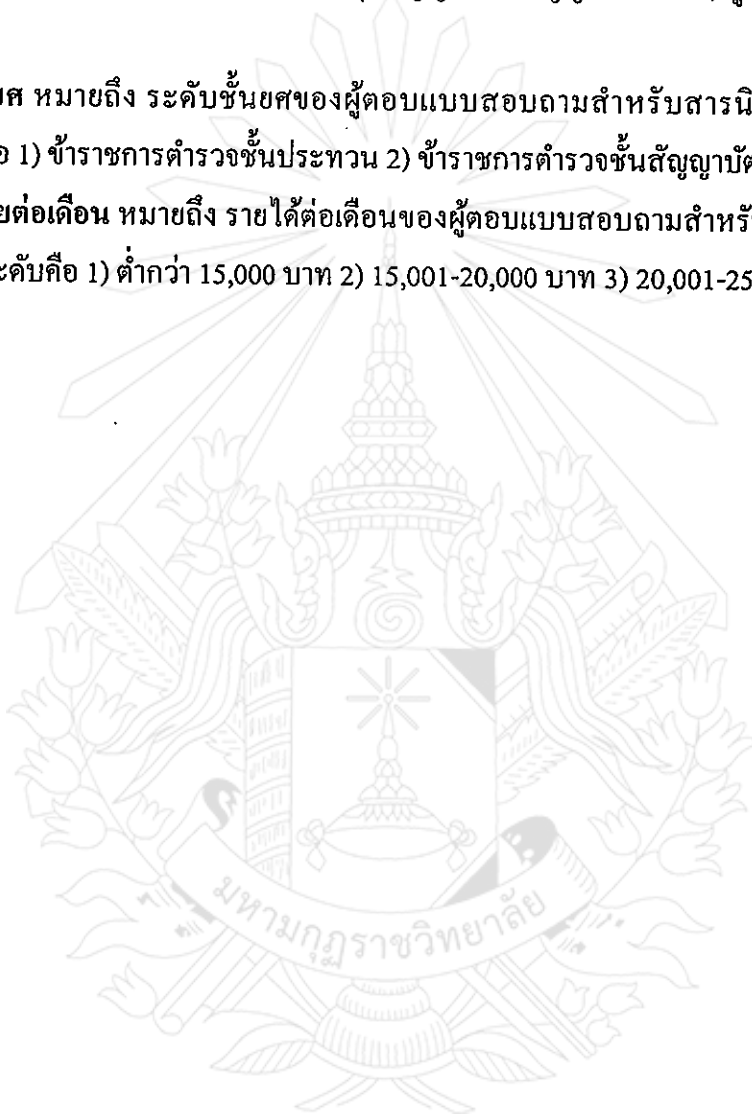 ยศ หมายถึง ระดับชั้นยศของผู้ตอบแบบสอบถามสำหรับสารนิ
1) ข้าราชการตำรวจชั้นประทวน 2) ข้าราชการตำรวจชั้นสัญญาบัต
ต่อเดือน หมายถึง รายได้ต่อเดือนของผู้ตอบแบบสอบถามสำหรั
ะดับคือ 1) ต่ำกว่า 15,000 บาท 2) 15,001-20,000 บาท 3) 20,001-25
มหามกุฏราชวิทยาลัย